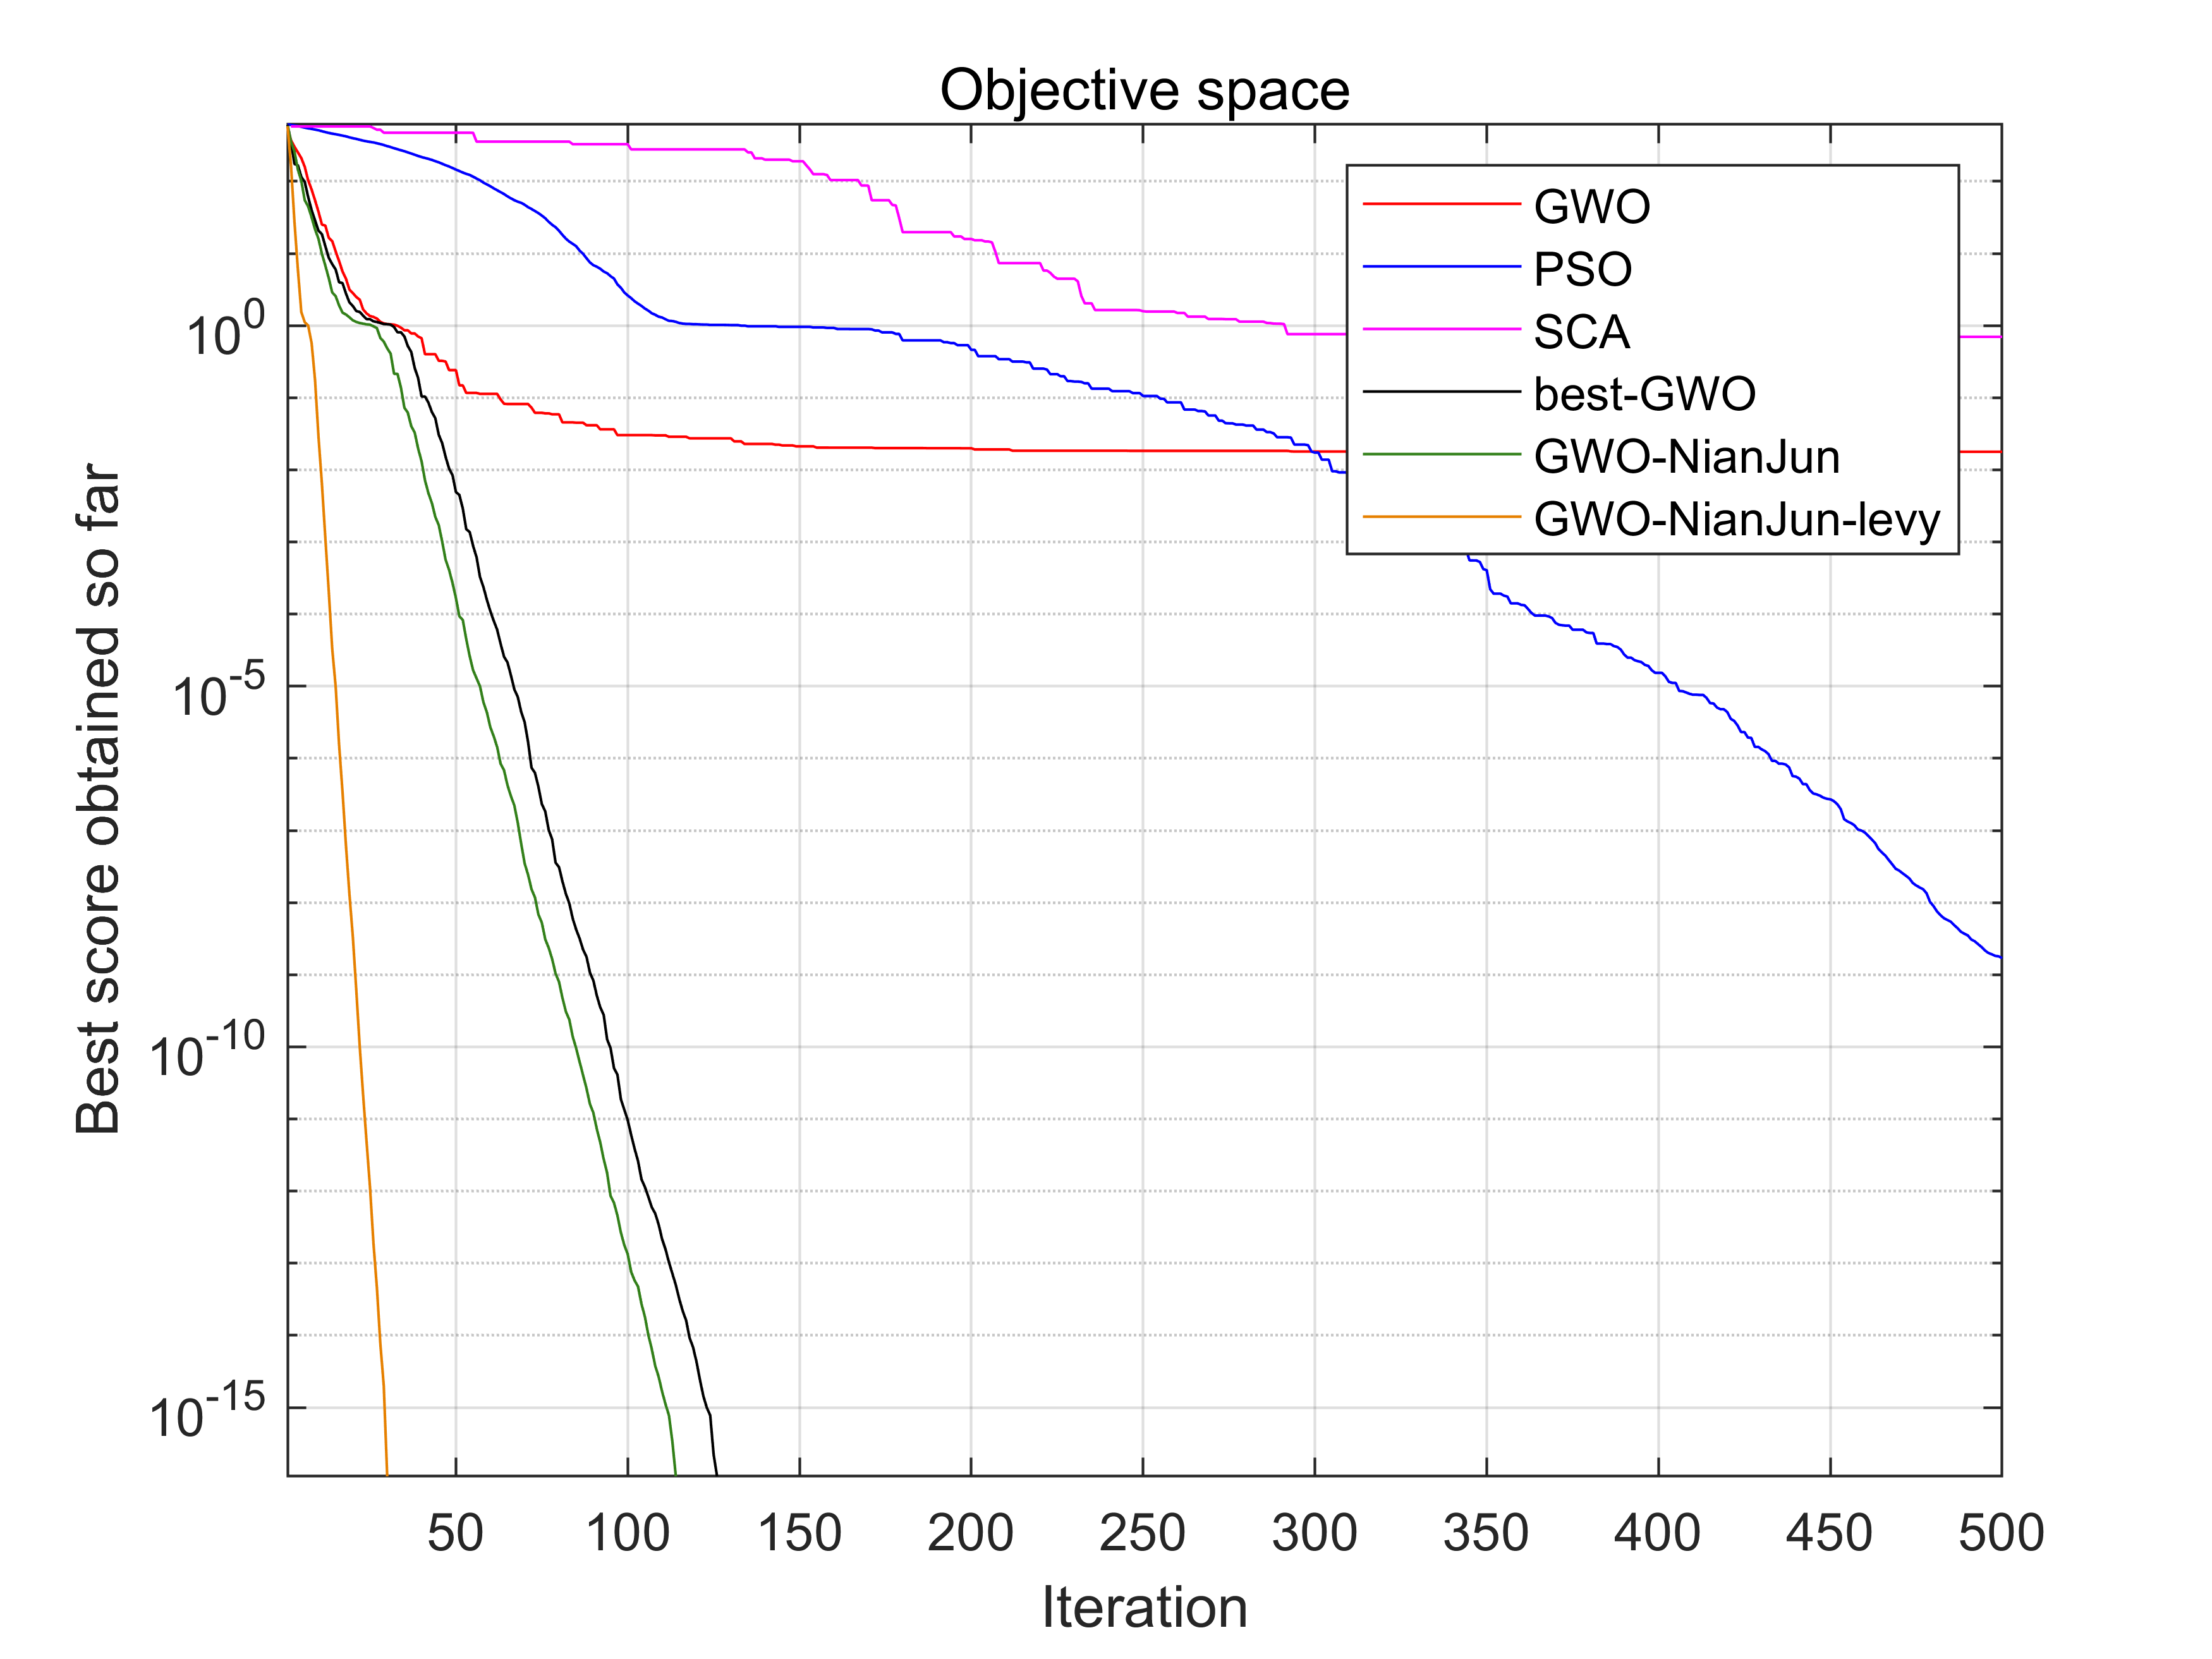 Objective space
Best score obtained so far
10^0
10^-5
10^-10
10^-15
GWO
PSO
SCA
best-GWO
GWO-NianJun
GWO-NianJun-levy
50 100 150 200 250 300 350 400 450 500
Iteration